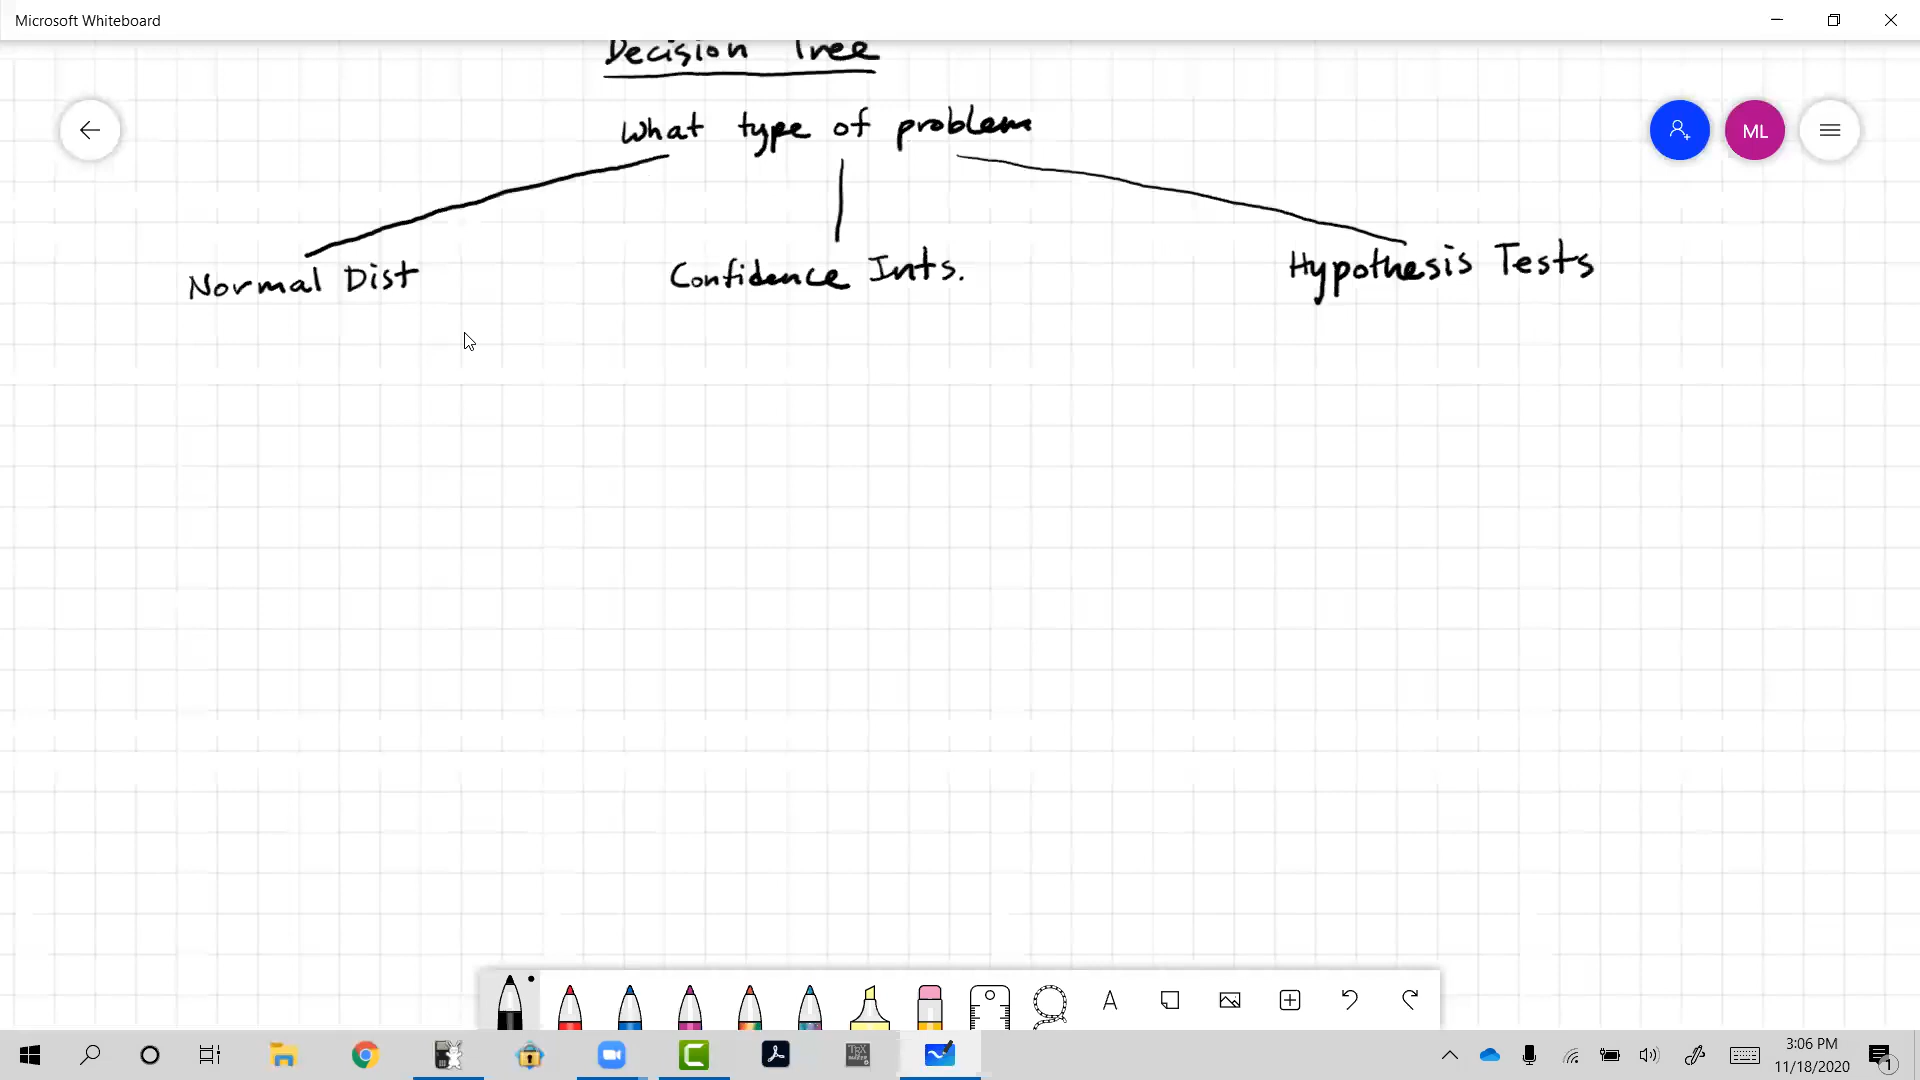 Microsoft Whiteboard
Decision Tree
What type of problem
ML
Normal Dist
Confidence Ints.
Hypothesis Tests
A
3:06 PM
11/18/2020
1